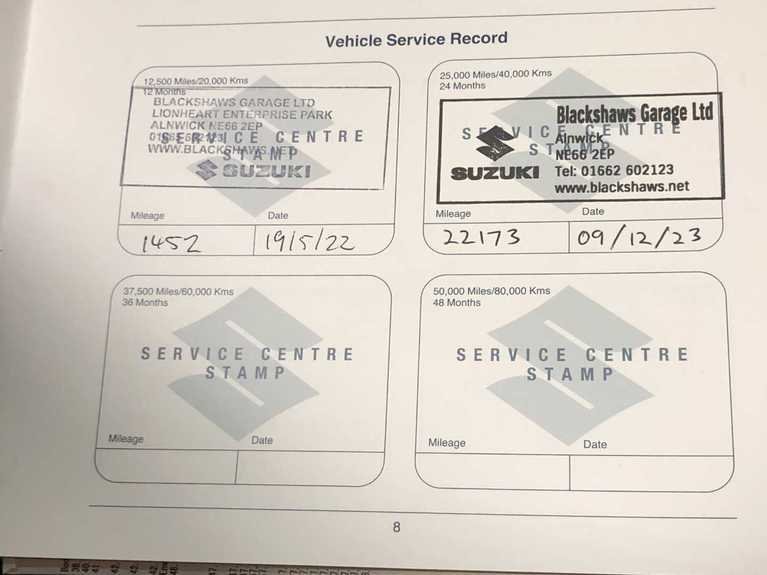 Vehicle Service Record
12,500 Miles/20,000 Kms
12 Months
BLACKSHAWS GARAGE LTD
LIONHEART ENTERPRISE PARK
ALNWICK NE66 2EP
SERVICE CENTRE
STAMP
WWW.BLACKSHAWS.NET
SUZUKI
Mileage Date
1452 19/5/22
25,000 Miles/40,000 Kms
24 Months
SERVICE CENTRE
STAMP
Blackshaws Garage Ltd
Alnwick
NE66 2EP
SUZUKI
Tel: 01662 602123
www.blackshaws.net
Mileage Date
22173 09/12/23
37,500 Miles/60,000 Kms
36 Months
SERVICE CENTRE
STAMP
Mileage Date
50,000 Miles/80,000 Kms
48 Months
SERVICE CENTRE
STAMP
Mileage Date
8